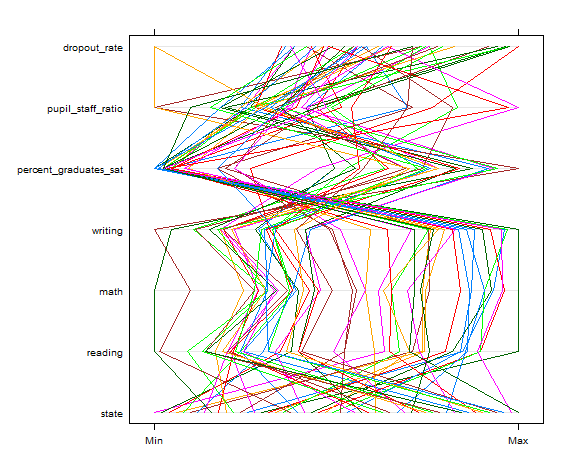 dropout_rate
pupil_staff_ratio
percent_graduates_sat
writing
math
reading
state
Min Max